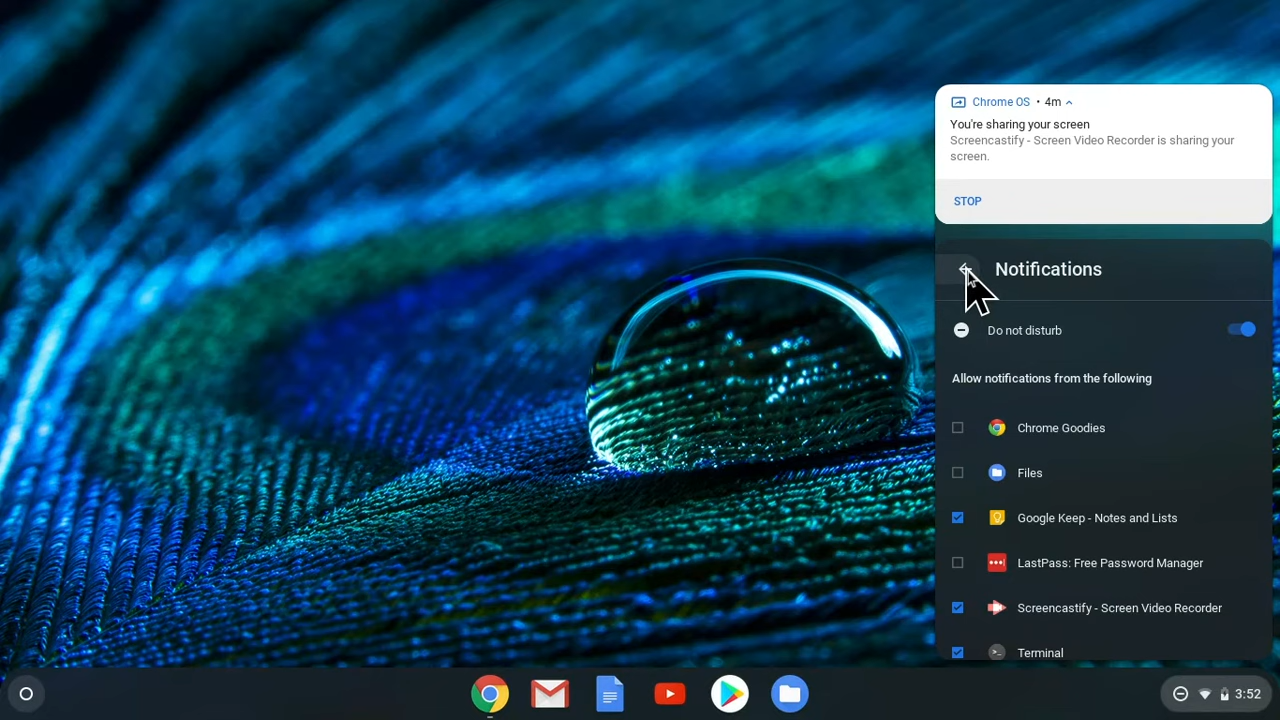 Chrome OS • 4m
You're sharing your screen
Screencastify - Screen Video Recorder is sharing your
screen.
STOP
Notifications
Do not disturb
Allow notifications from the following
Chrome Goodies
Files
Google Keep - Notes and Lists
LastPass: Free Password Manager
Screencastify - Screen Video Recorder
Terminal
3:52